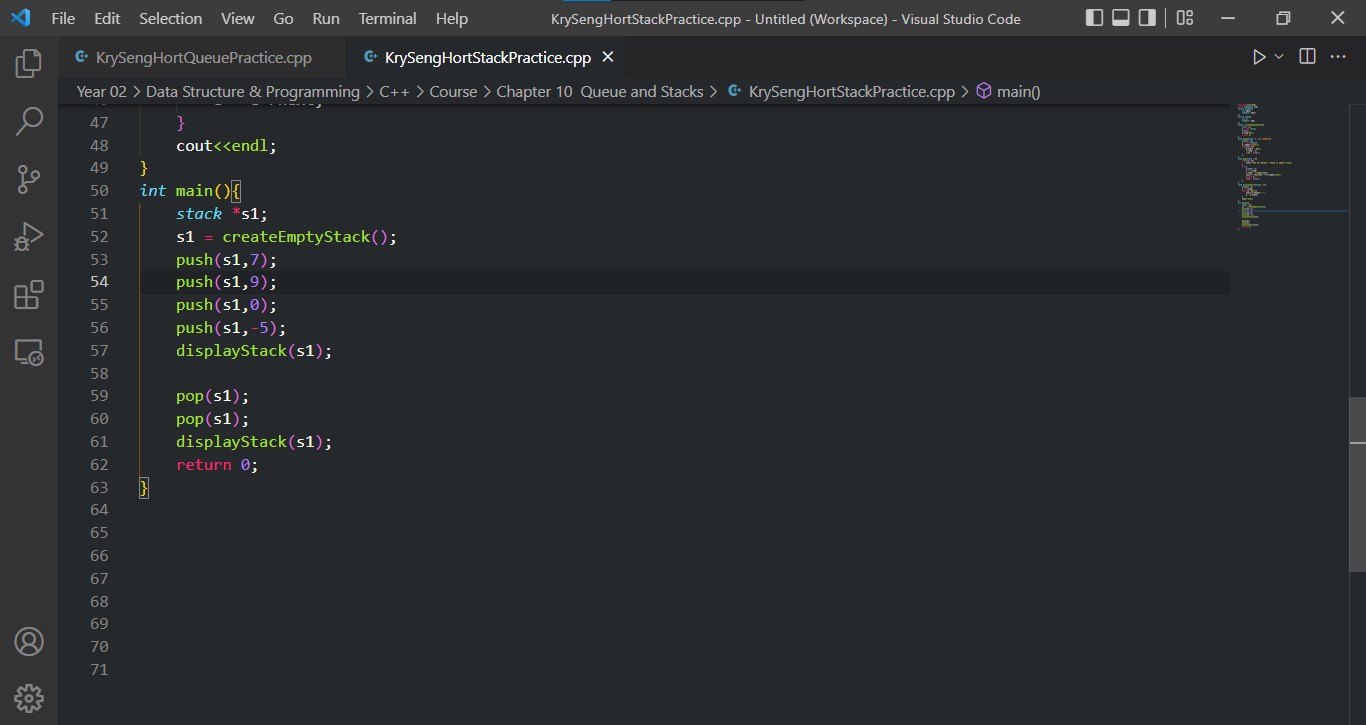 File Edit Selection View Go Run Terminal Help KrySengHortStackPractice.cpp - Untitled (Workspace) - Visual Studio Code
KrySengHortQueuePractice.cpp KrySengHortStackPractice.cpp
Year 02 > Data Structure & Programming > C++ > Course > Chapter 10 Queue and Stacks > KrySengHortStackPractice.cpp > main()
47 }
48 cout<<endl;
49 }
50 int main(){
51 stack *s1;
52 s1 = createEmptyStack();
53 push(s1,7);
54 push(s1,9);
55 push(s1,0);
56 push(s1,-5);
57 displayStack(s1);
58
59 pop(s1);
60 pop(s1);
61 displayStack(s1);
62 return 0;
63 }
64
65
66
67
68
69
70
71